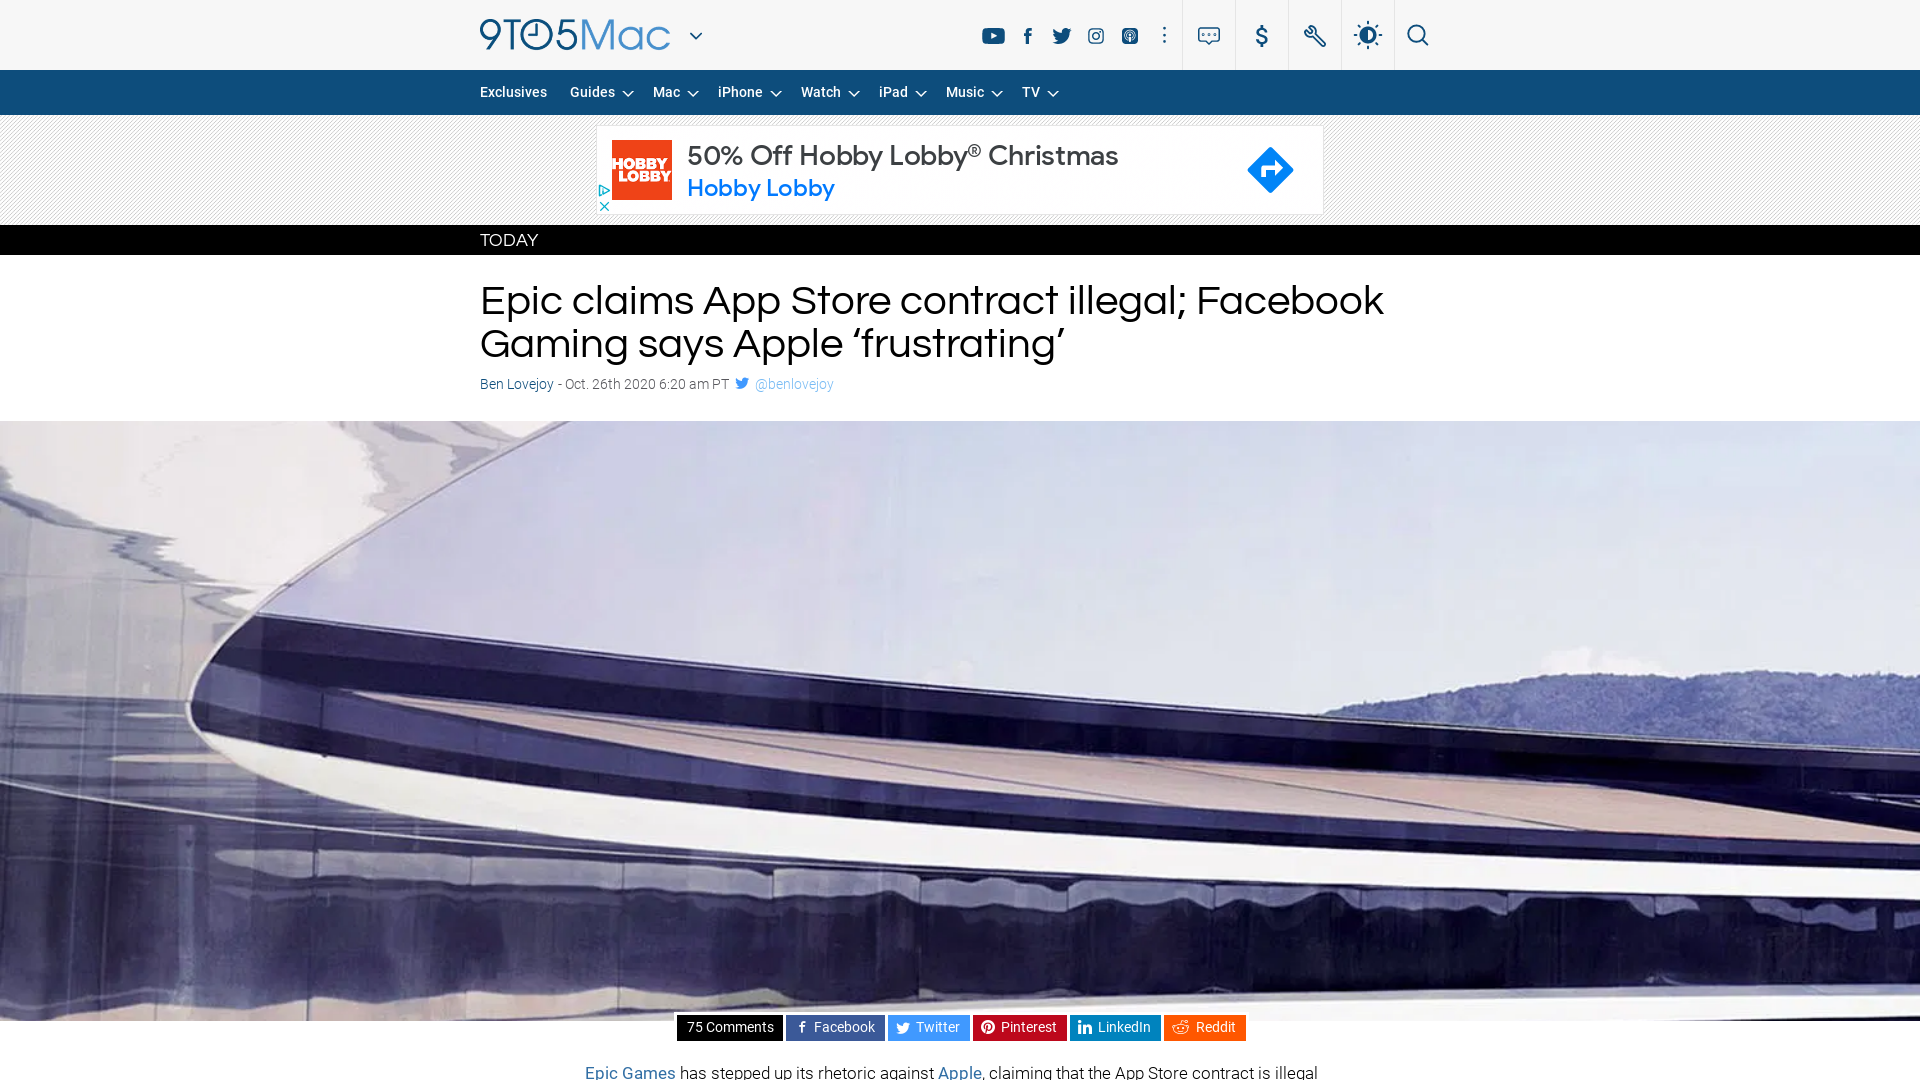 9TO5Mac
Exclusives Guides Mac iPhone Watch iPad Music TV
HOBBY LOBBY
50% Off Hobby Lobby® Christmas
Hobby Lobby
TODAY
Epic claims App Store contract illegal; Facebook
Gaming says Apple ‘frustrating’
Ben Lovejoy - Oct. 26th 2020 6:20 am PT @benlovejoy
75 Comments Facebook Twitter Pinterest LinkedIn Reddit
Epic Games has stepped up its rhetoric against Apple, claiming that the App Store contract is illegal